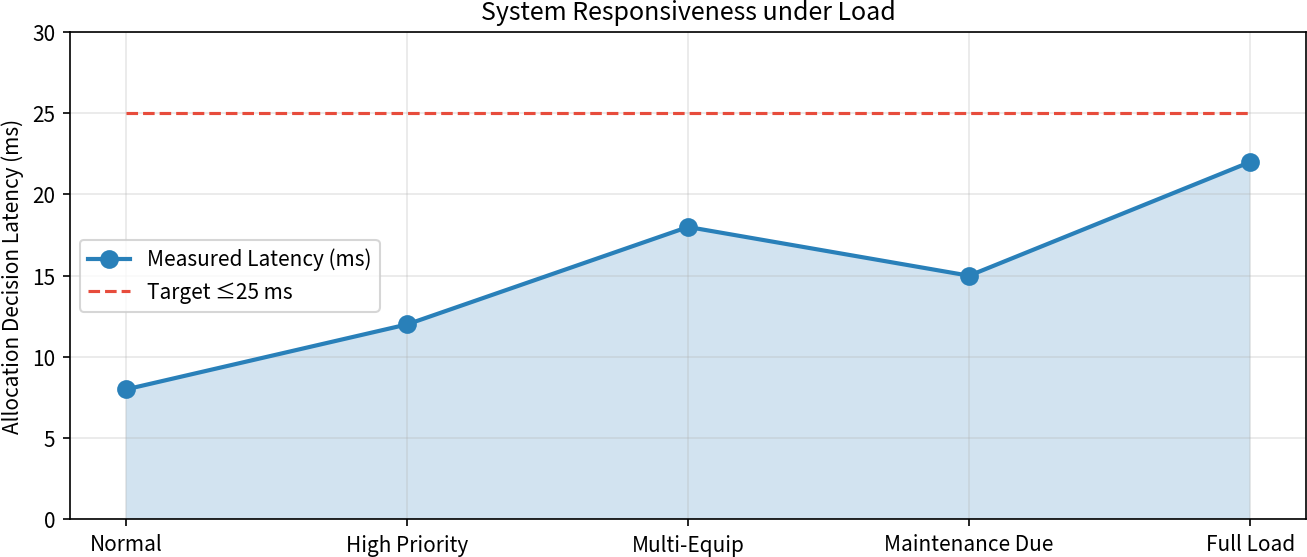 System Responsiveness under Load
Allocation Decision Latency (ms)
30
25
20
15
10
5
0
Measured Latency (ms)
Target ≤25 ms
Normal
High Priority
Multi-Equip
Maintenance Due
Full Load